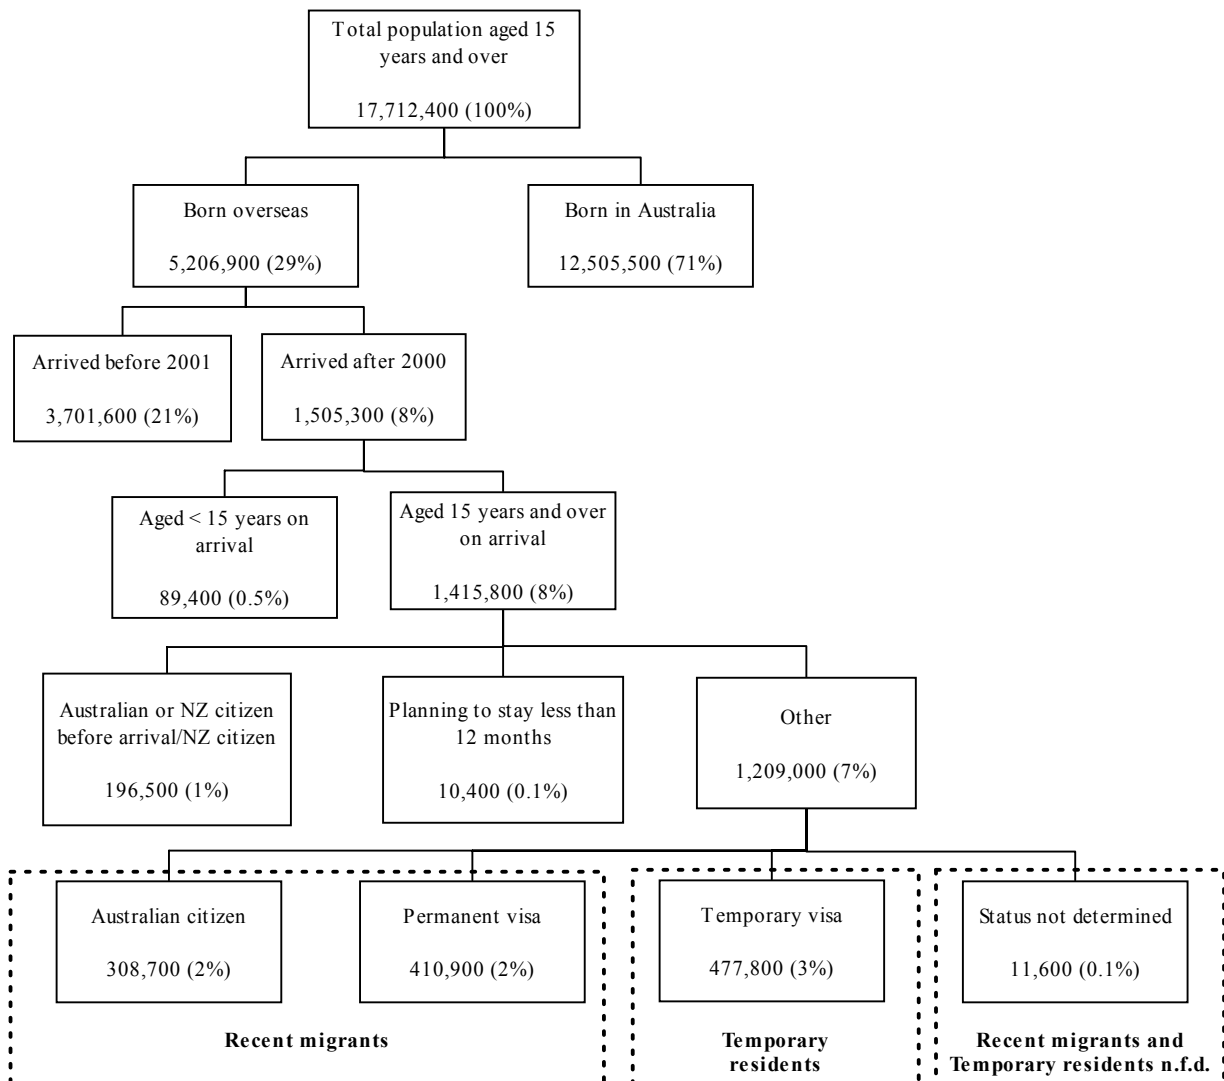 Total population aged 15
years and over
17,712,400 (100%)
Born overseas
5,206,900 (29%)
Born in Australia
12,505,500 (71%)
Arrived before 2001
3,701,600 (21%)
Arrived after 2000
1,505,300 (8%)
Aged < 15 years on
arrival
89,400 (0.5%)
Aged 15 years and over
on arrival
1,415,800 (8%)
Australian or NZ citizen
before arrival/NZ citizen
196,500 (1%)
Planning to stay less than
12 months
10,400 (0.1%)
Other
1,209,000 (7%)
Australian citizen
308,700 (2%)
Permanent visa
410,900 (2%)
Recent migrants
Temporary visa
477,800 (3%)
Temporary
residents
Status not determined
11,600 (0.1%)
Recent migrants and
Temporary residents n.f.d.